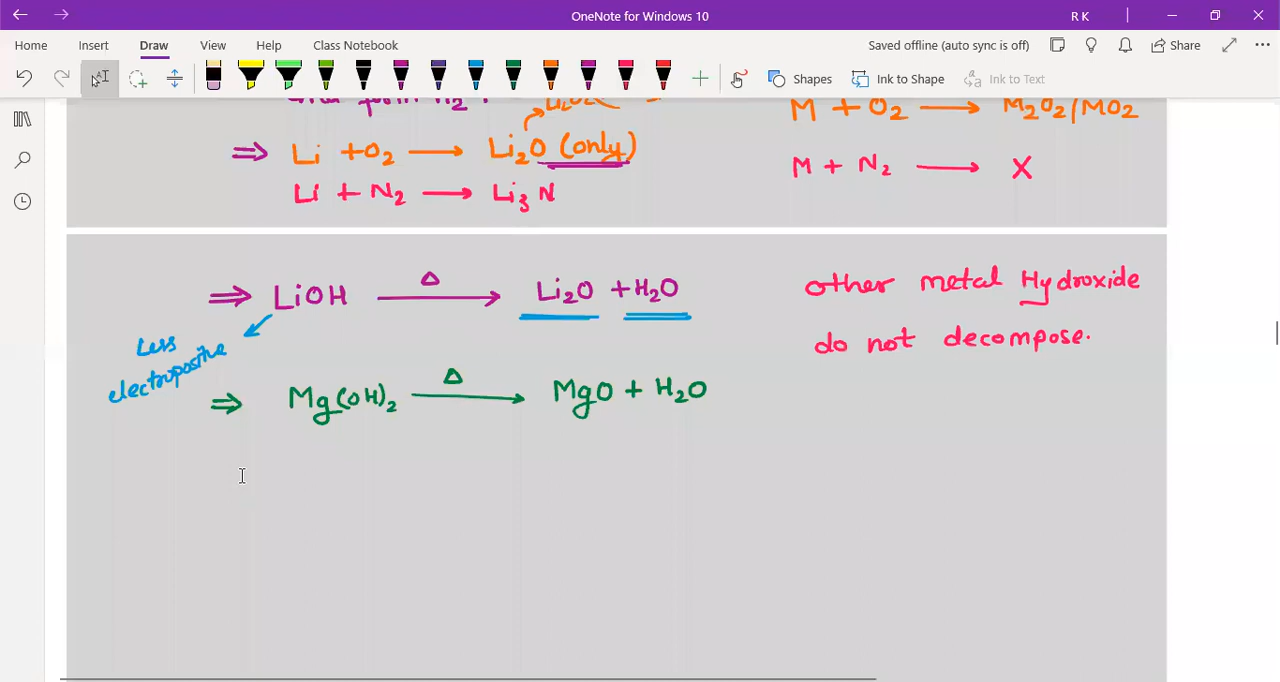 OneNote for Windows 10
R K
Home Insert Draw View Help Class Notebook
Saved offline (auto sync is off) Share
Shapes Ink to Shape Ink to Text
M + O2 → M2O2/MO2
⇒ Li + O2 → Li2O (only)
M + N2 → X
Li + N2 → Li3N
⇒ LiOH Δ→ Li2O + H2O
other metal Hydroxide
do not decompose.
Less
electropositive
⇒ Mg(OH)2 Δ→ MgO + H2O